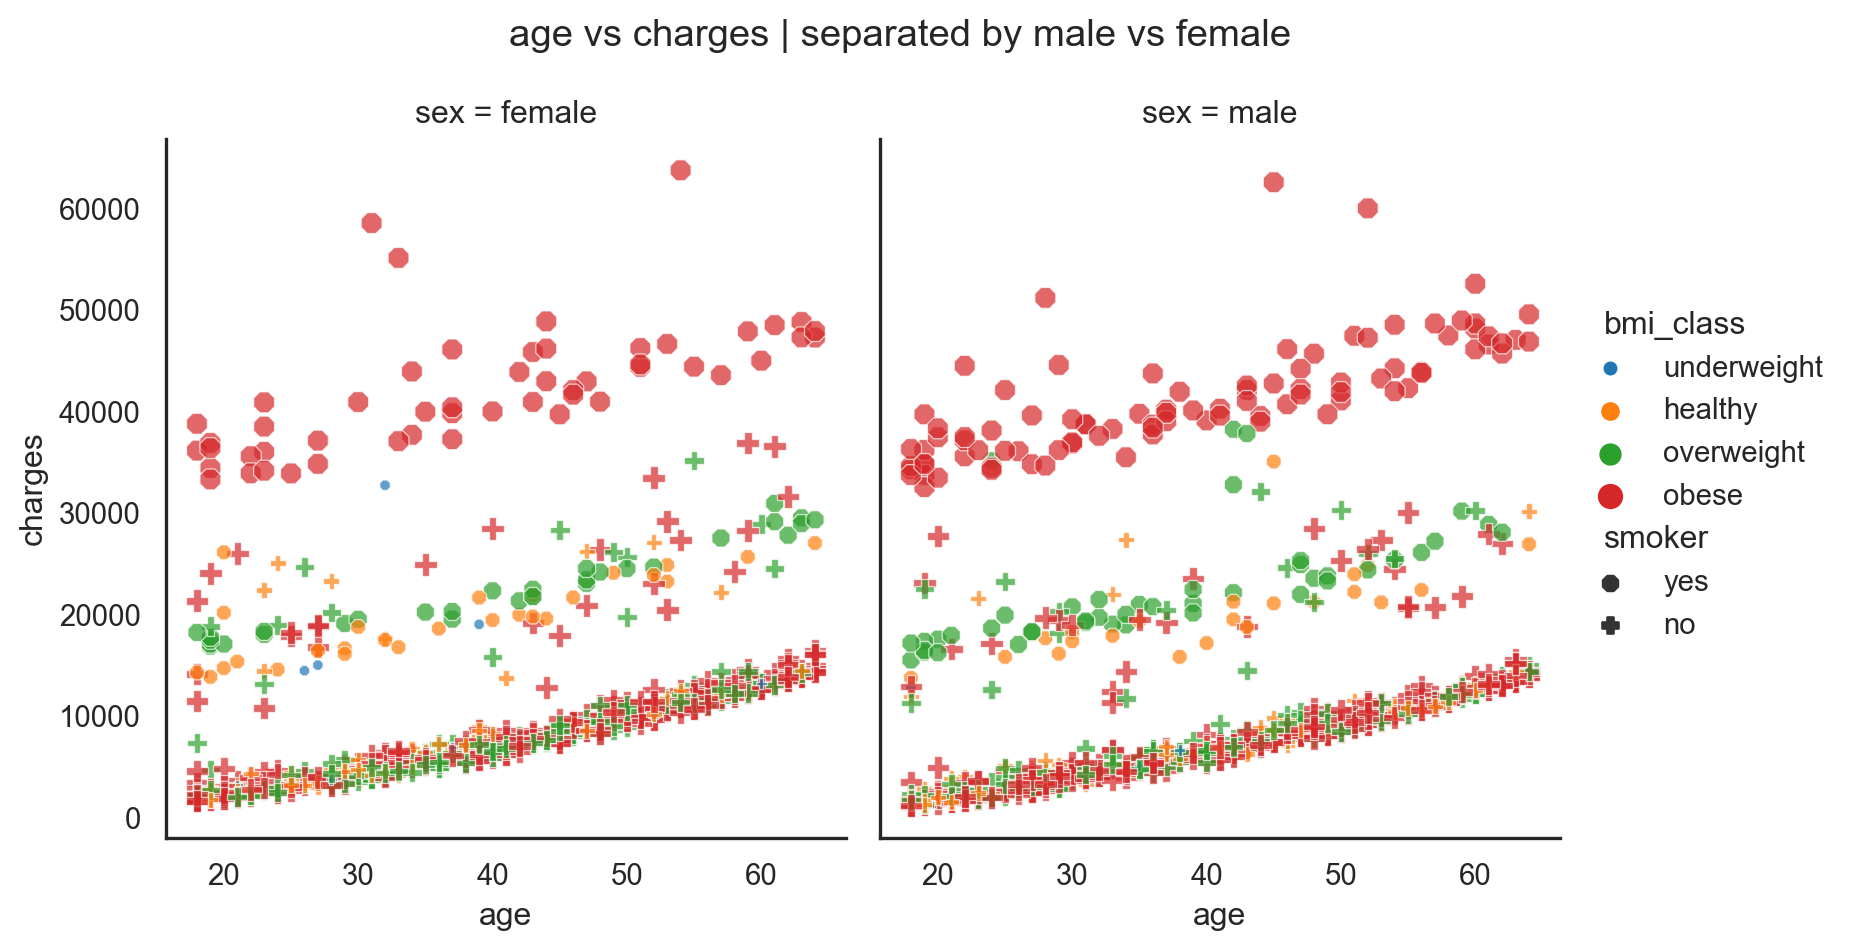 age vs charges | separated by male vs female
sex = female
sex = male
60000
50000
40000
30000
20000
10000
0
charges
20 30 40 50 60
20 30 40 50 60
age
age
bmi_class
underweight
healthy
overweight
obese
smoker
yes
no